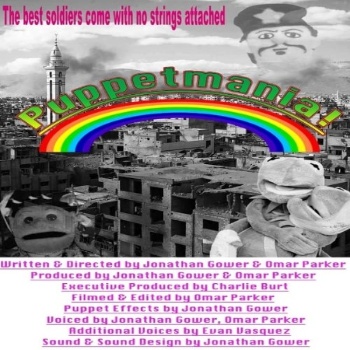 The best soldiers come with no strings attached
Puppetmania!
Written & Directed by Jonathan Gower & Omar Parker
Produced by Jonathan Gower & Omar Parker
Executive Produced by Charlie Burt
Filmed & Edited by Omar Parker
Puppet Effects by Jonathan Gower
Voiced by Jonathan Gower, Omar Parker
Additional Voices by Evan Vasquez
Sound & Sound Design by Jonathan Gower